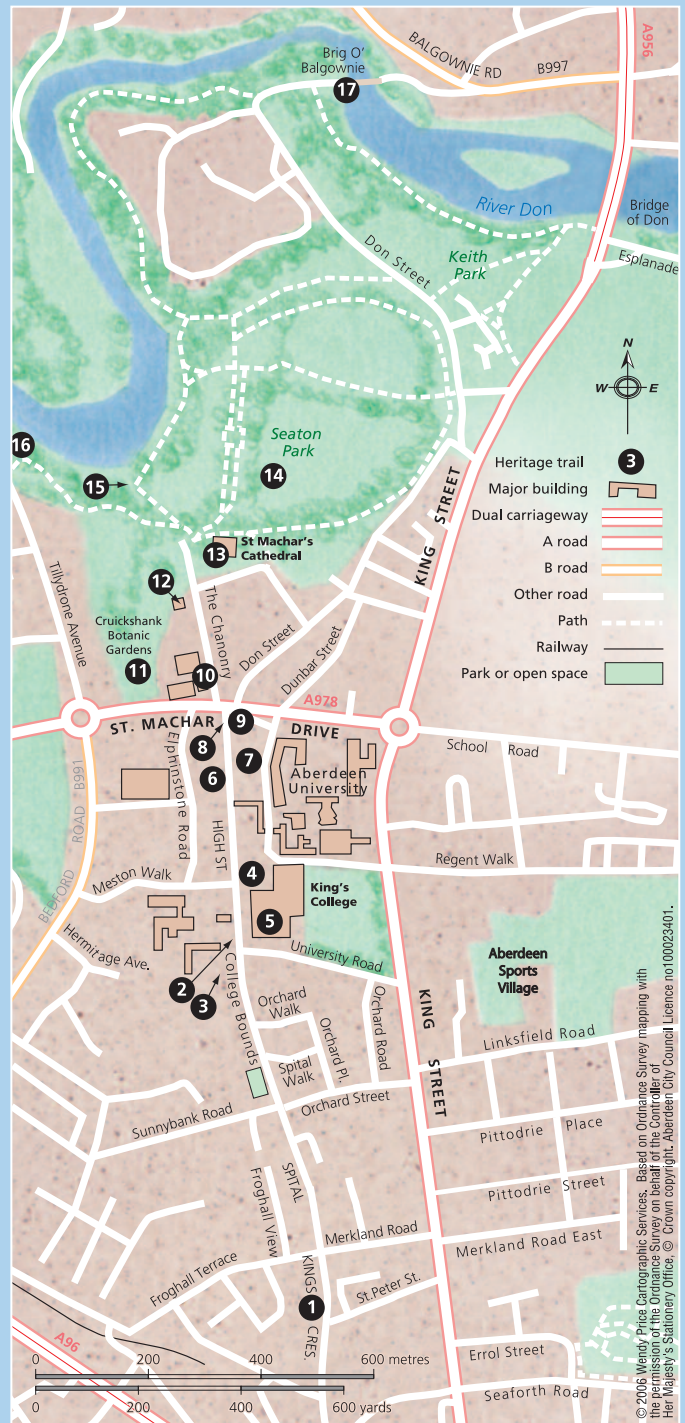 Brig O'
Balgownie
17
BALGOWNIE RD
B997
A956
River Don
Bridge
of Don
Esplanade
Don Street
Keith
Park
N
W
E
S
Heritage trail
3
Major building
Dual carriageway
A road
B road
Other road
Path
Railway
Park or open space
Seaton
Park
14
16
15
KING STREET
13
St Machar's
Cathedral
12
Tillydrone Avenue
Cruickshank
Botanic
Gardens
11
The Chanonry
10
Don Street
Dunbar Street
A978
ST. MACHAR
DRIVE
9
8
7
6
School Road
Aberdeen
University
BEDFORD
ROAD
B991
Elphinstone Road
HIGH ST
Meston Walk
Regent Walk
4
King's
College
5
Hermitage Ave.
University Road
2
3
College Bounds
Aberdeen
Sports
Village
Orchard
Walk
Orchard Pl.
Orchard Road
Spital
Walk
KING STREET
Linksfield Road
Orchard Street
Sunnybank Road
Pittodrie Place
Pittodrie Street
SPITAL
Froghall View
Merkland Road
Merkland Road East
Froghall Terrace
KINGS CRES.
1
St.Peter St.
A96
Errol Street
Seaforth Road
0 200 400 600 metres
0 200 400 600 yards
© 2006 Wendy Price Cartographic Services. Based on Ordnance Survey mapping with
the permission of the Ordnance Survey on behalf of the Controller of
Her Majesty's Stationery Office, © Crown copyright. Aberdeen City Council Licence no100023401.